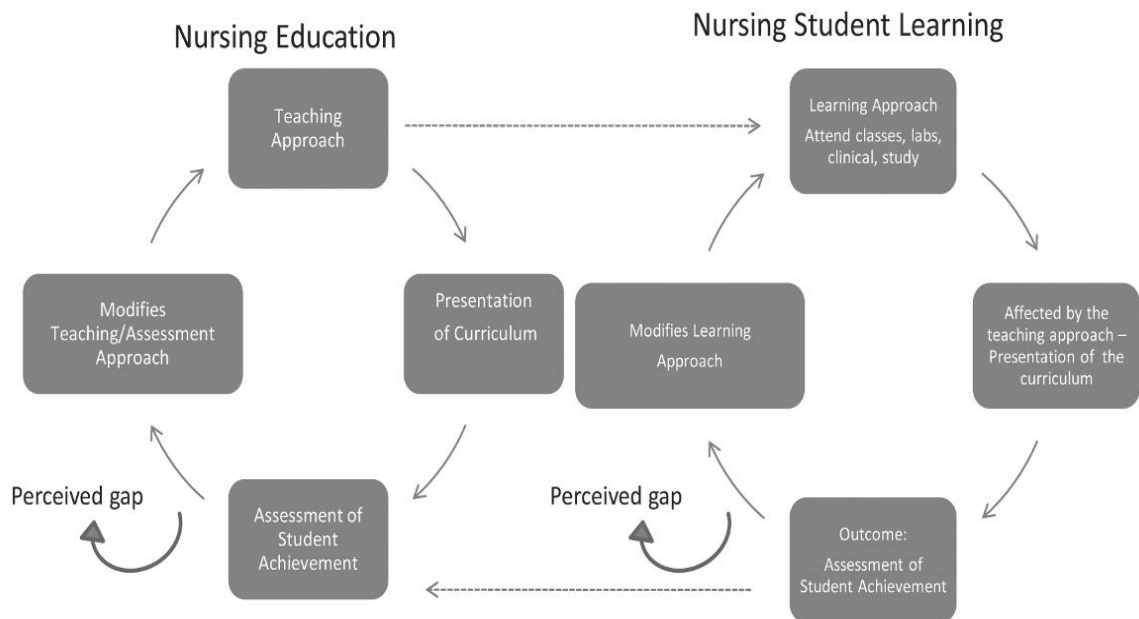 Nursing Education
Nursing Student Learning
Teaching
Approach
Learning Approach
Attend classes, labs,
clinical, study
Modifies
Teaching/Assessment
Approach
Presentation
of Curriculum
Modifies Learning
Approach
Affected by the
teaching approach –
Presentation of the
curriculum
Perceived gap
Assessment of
Student
Achievement
Perceived gap
Outcome:
Assessment of
Student Achievement